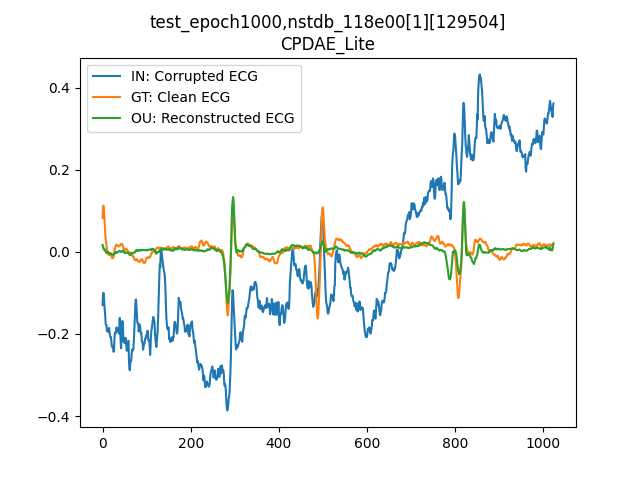 test_epoch1000,nstdb_118e00[1][129504]
CPDAE_Lite
IN: Corrupted ECG
GT: Clean ECG
OU: Reconstructed ECG
0.4
0.2
0.0
−0.2
−0.4
0 200 400 600 800 1000